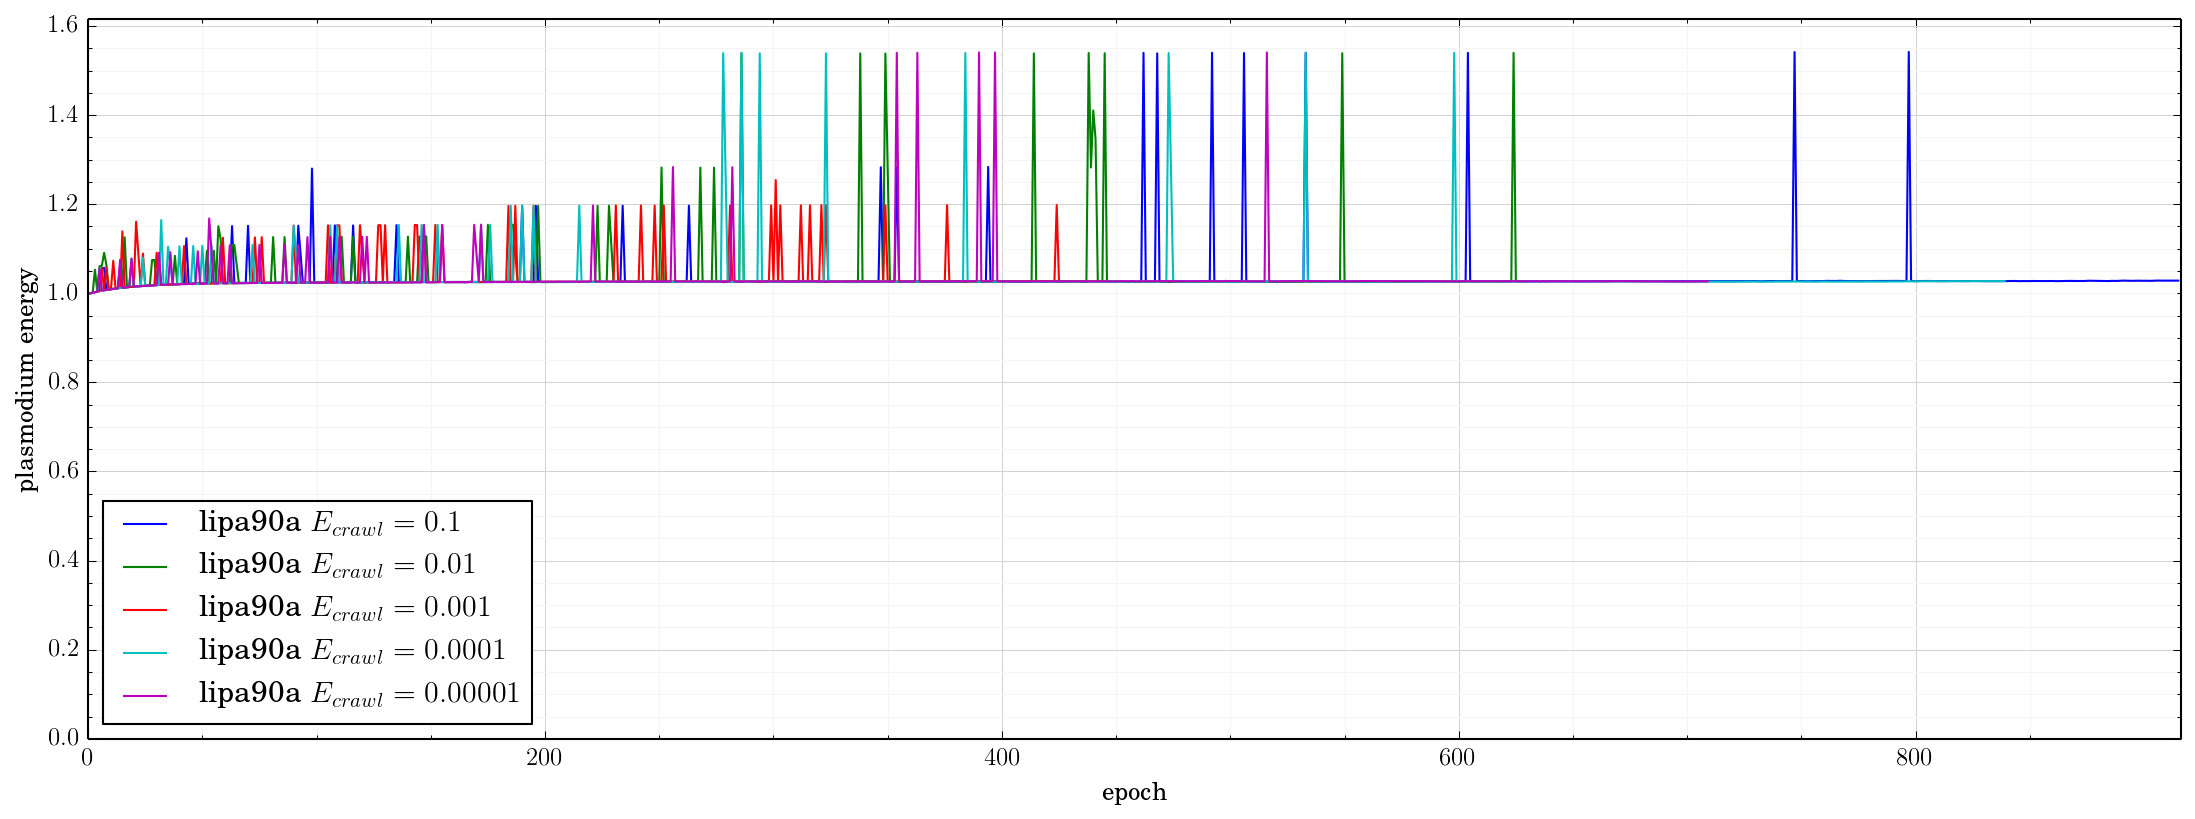 1.6
1.4
1.2
1.0
0.8
0.6
0.4
0.2
0.0
plasmodium energy
lipa90a E_crawl = 0.1
lipa90a E_crawl = 0.01
lipa90a E_crawl = 0.001
lipa90a E_crawl = 0.0001
lipa90a E_crawl = 0.00001
0 200 400 600 800
epoch